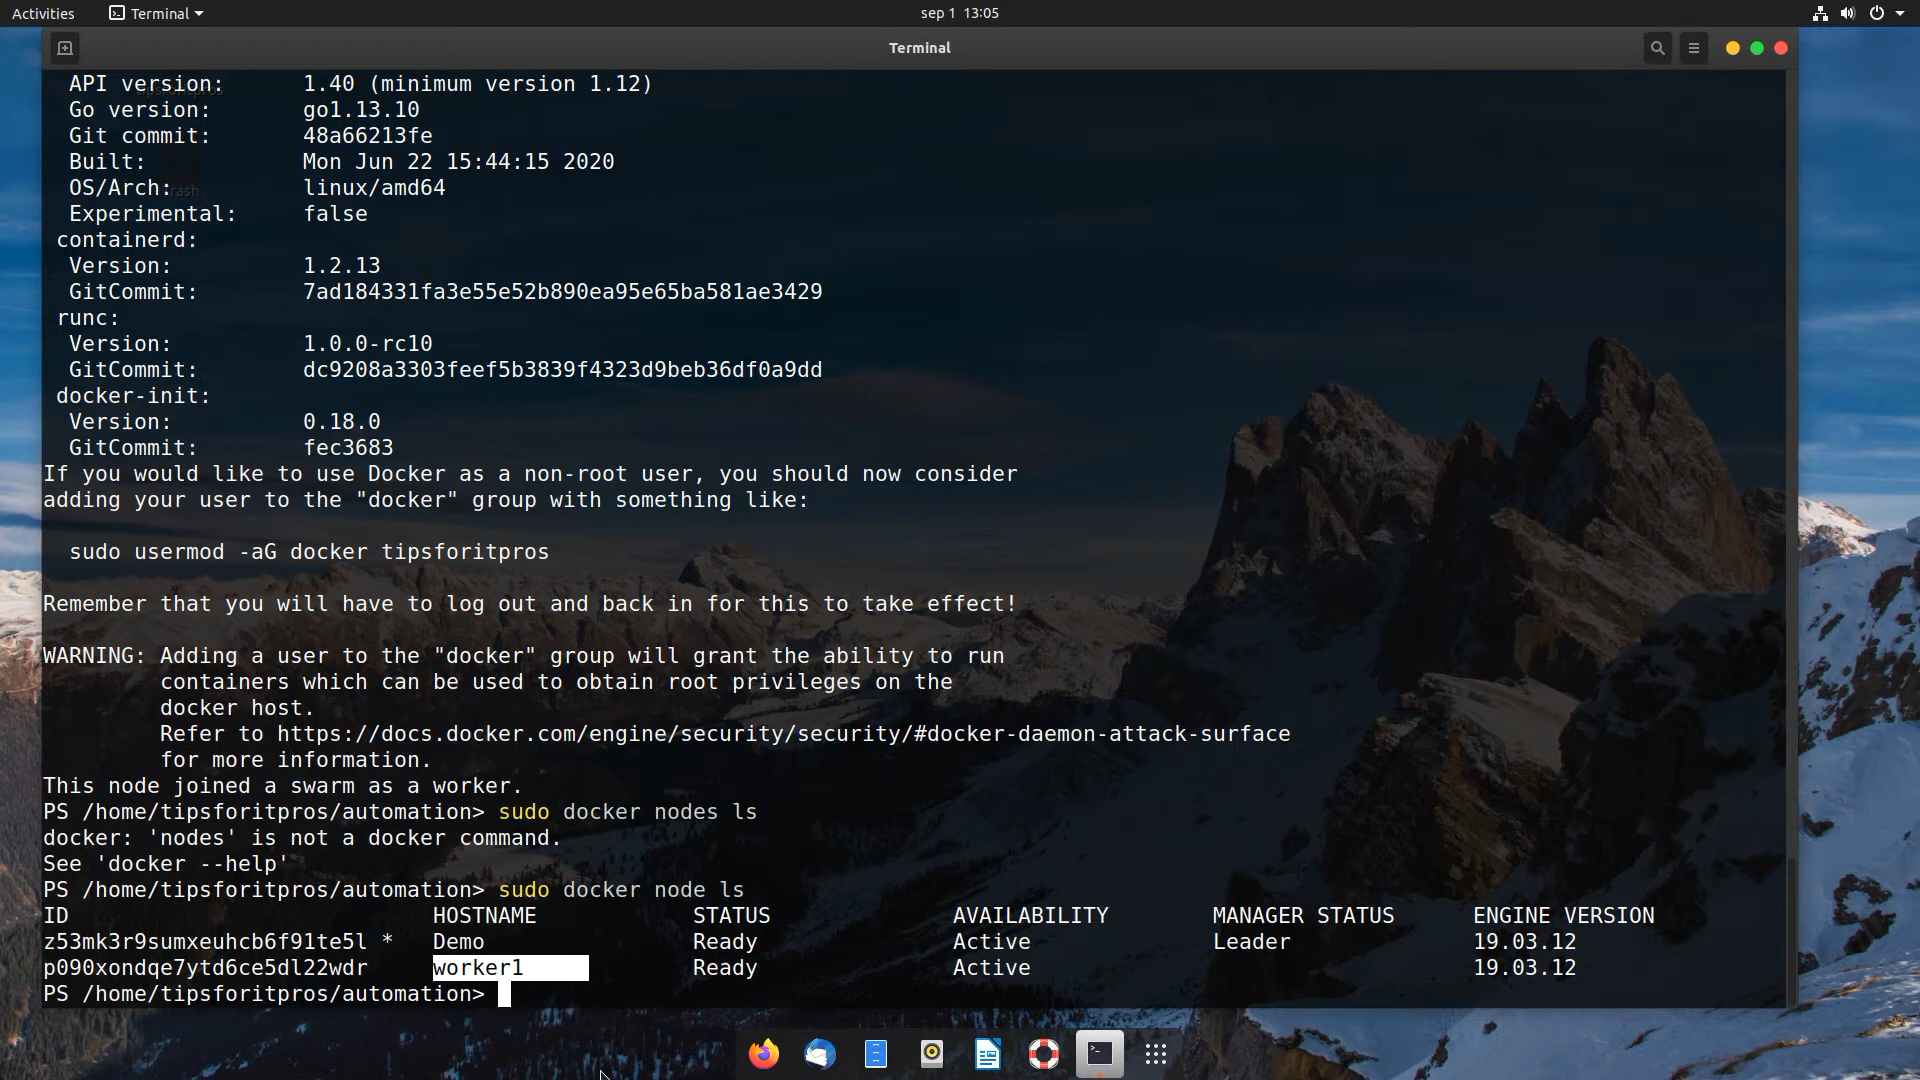 Activities Terminal sep 1 13:05
Terminal
API version: 1.40 (minimum version 1.12)
Go version: go1.13.10
Git commit: 48a66213fe
Built: Mon Jun 22 15:44:15 2020
OS/Arch: linux/amd64
Experimental: false
containerd:
Version: 1.2.13
GitCommit: 7ad184331fa3e55e52b890ea95e65ba581ae3429
runc:
Version: 1.0.0-rc10
GitCommit: dc9208a3303feef5b3839f4323d9beb36df0a9dd
docker-init:
Version: 0.18.0
GitCommit: fec3683
If you would like to use Docker as a non-root user, you should now consider
adding your user to the "docker" group with something like:
sudo usermod -aG docker tipsforitpros
Remember that you will have to log out and back in for this to take effect!
WARNING: Adding a user to the "docker" group will grant the ability to run
containers which can be used to obtain root privileges on the
docker host.
Refer to https://docs.docker.com/engine/security/security/#docker-daemon-attack-surface
for more information.
This node joined a swarm as a worker.
PS /home/tipsforitpros/automation> sudo docker nodes ls
docker: 'nodes' is not a docker command.
See 'docker --help'
PS /home/tipsforitpros/automation> sudo docker node ls
ID HOSTNAME STATUS AVAILABILITY MANAGER STATUS ENGINE VERSION
z53mk3r9sumxeuhcb6f91te5l * Demo Ready Active Leader 19.03.12
p090xondqe7ytd6ce5dl22wdr worker1 Ready Active 19.03.12
PS /home/tipsforitpros/automation>